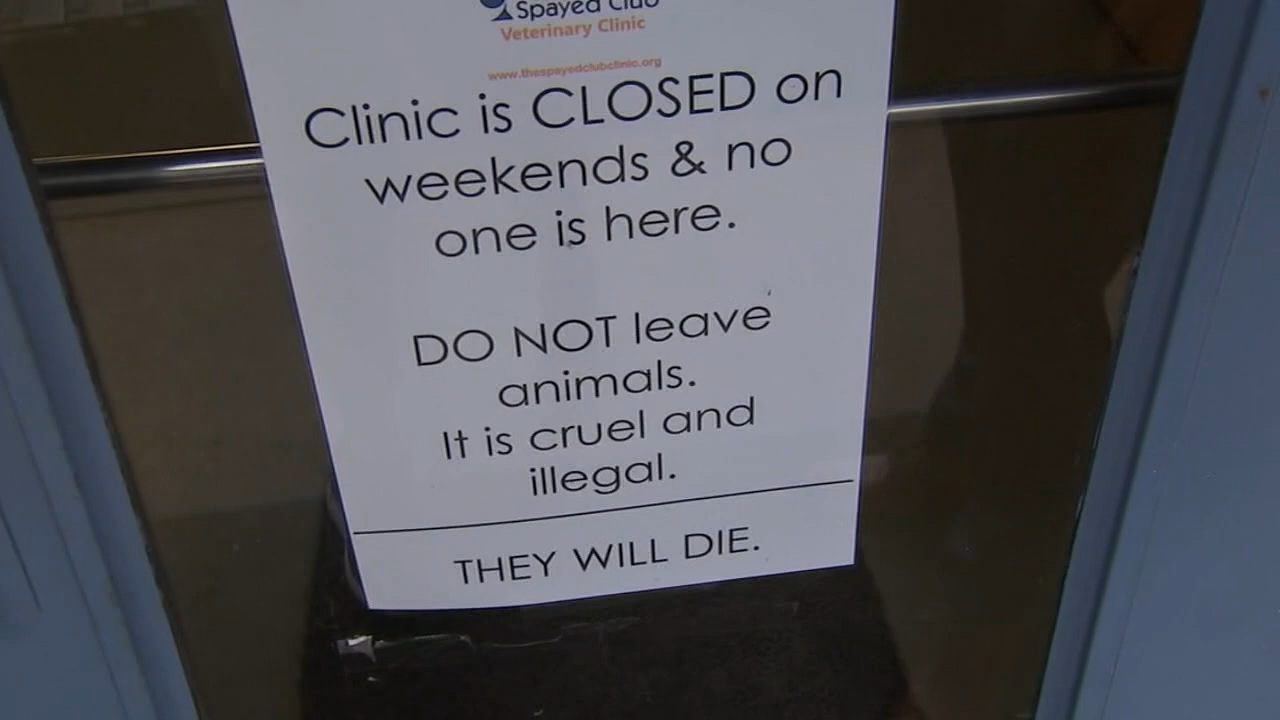 Spayed Club
Veterinary Clinic
www.thespayedclubclinic.org
Clinic is CLOSED on
weekends & no
one is here.
DO NOT leave
animals.
It is cruel and
illegal.
THEY WILL DIE.